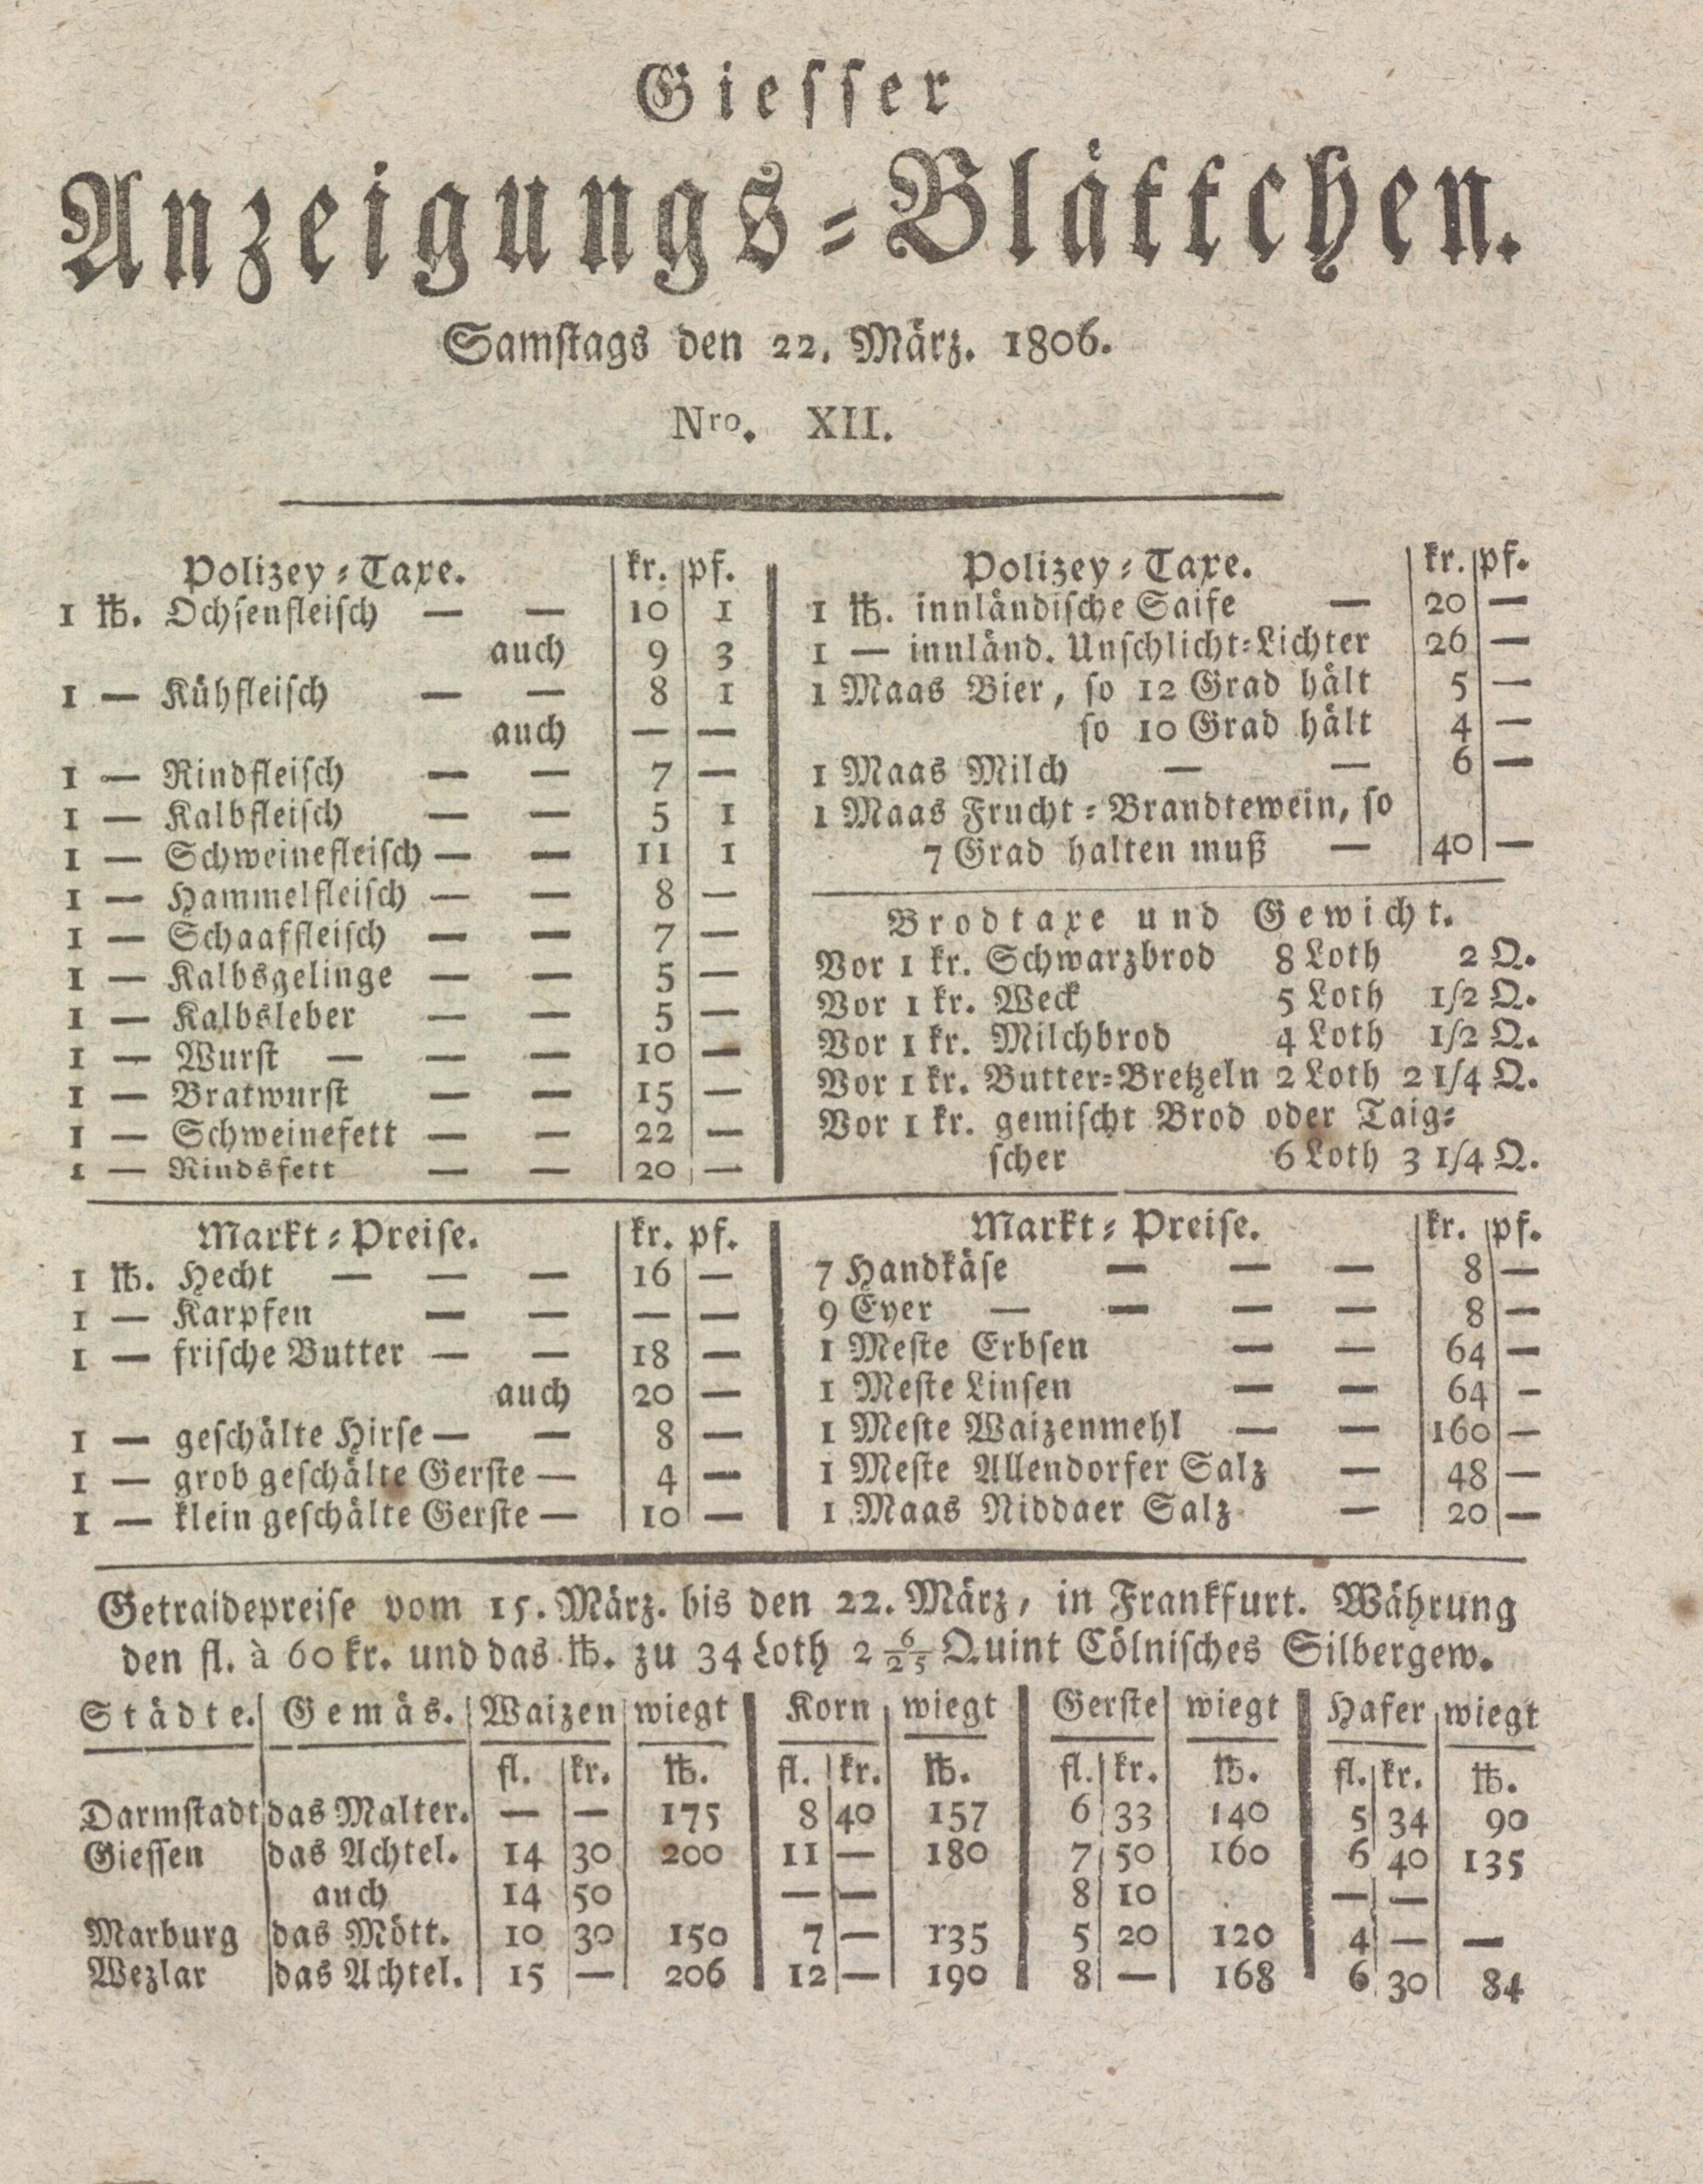 Giesser
Anzeigungs-Blättchen.
Samstags den 22. März. 1806.
Nro. XII.
Polizey-Taxe. kr. pf.
1 ℔. Ochsenfleisch — — 10 1
auch 9 3
1 — Kühfleisch — — 8 1
auch — —
1 — Rindfleisch — — 7 —
1 — Kalbfleisch — — 5 1
1 — Schweinefleisch — — 11 1
1 — Hammelfleisch — — 8 —
1 — Schaaffleisch — — 7 —
1 — Kalbsgelinge — — 5 —
1 — Kalbsleber — — 5 —
1 — Wurst — — — 10 —
1 — Bratwurst — — 15 —
1 — Schweinefett — — 22 —
1 — Rindsfett — — 20 —
Polizey-Taxe. kr. pf.
1 ℔. innländische Saife — 20 —
1 — innländ. Unschlicht-Lichter 26 —
1 Maas Bier, so 12 Grad hält 5 —
so 10 Grad hält 4 —
1 Maas Milch — — 6 —
1 Maas Frucht-Brandtewein, so
7 Grad halten muß — 40 —
Brodtaxe und Gewicht.
Vor 1 kr. Schwarzbrod 8 Loth 2 Q.
Vor 1 kr. Weck 5 Loth 1/2 Q.
Vor 1 kr. Milchbrod 4 Loth 1/2 Q.
Vor 1 kr. Butter-Bretzeln 2 Loth 2 1/4 Q.
Vor 1 kr. gemischt Brod oder Taig-
scher 6 Loth 3 1/4 Q.
Markt-Preise. kr. pf.
1 ℔. Hecht — — — 16 —
1 — Karpfen — — — —
1 — frische Butter — — 18 —
auch 20 —
1 — geschälte Hirse — — 8 —
1 — grob geschälte Gerste — 4 —
1 — klein geschälte Gerste — 10 —
Markt-Preise. kr. pf.
7 Handkäse — — — 8 —
9 Eyer — — — — 8 —
1 Meste Erbsen — — 64 —
1 Meste Linsen — — 64 —
1 Meste Waizenmehl — — 160 —
1 Meste Allendorfer Salz — 48 —
1 Maas Niddaer Salz — 20 —
Getraidepreise vom 15. März. bis den 22. März, in Frankfurt. Währung
den fl. à 60 kr. und das ℔. zu 34 Loth 2 6/25 Quint Cölnisches Silbergew.
Städte. Gemäs. Waizen wiegt Korn wiegt Gerste wiegt Hafer wiegt
fl. kr. ℔. fl. kr. ℔. fl. kr. ℔. fl. kr. ℔.
Darmstadt das Malter. — — 175 8 40 157 6 33 140 5 34 90
Giessen das Achtel. 14 30 200 11 — 180 7 50 160 6 40 135
auch 14 50 — — 8 10 — —
Marburg das Mött. 10 30 150 7 — 135 5 20 120 4 — —
Wezlar das Achtel. 15 — 206 12 — 190 8 — 168 6 30 84